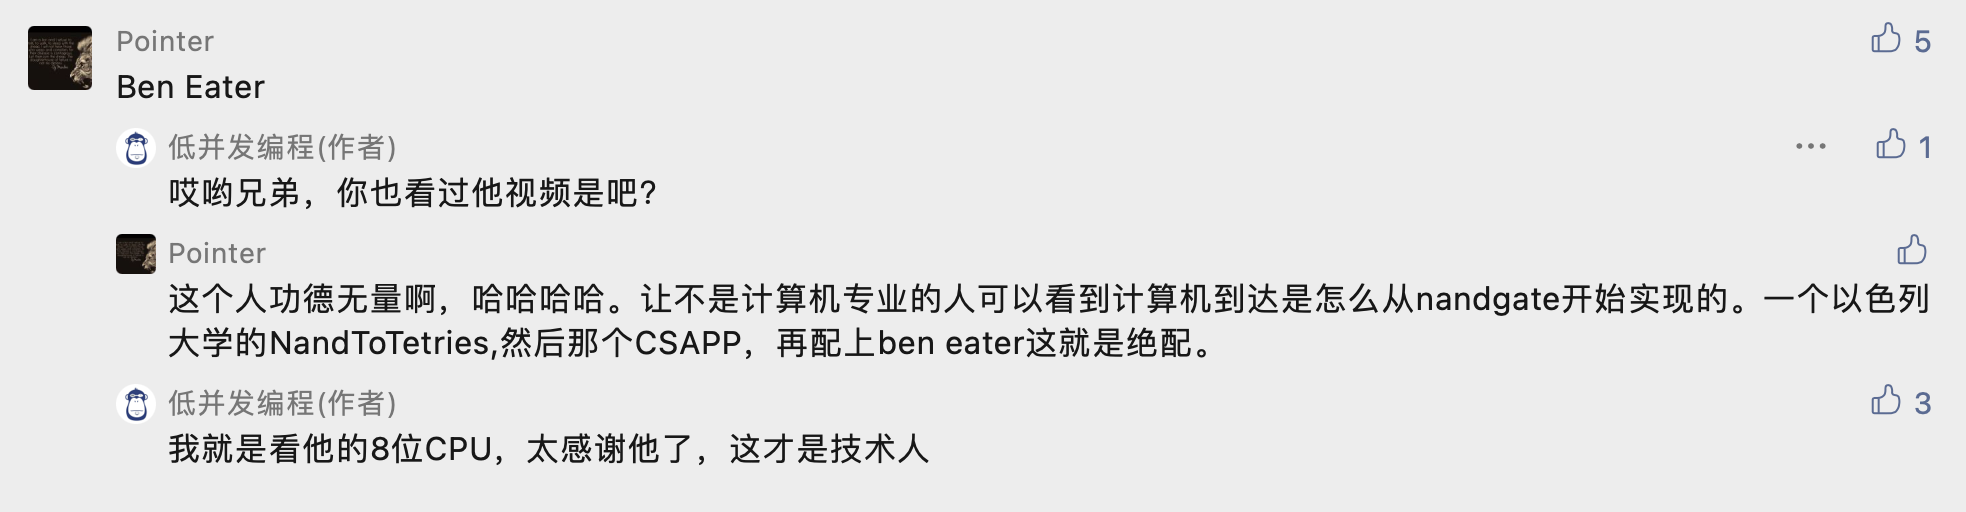 Pointer
5
Ben Eater
低并发编程(作者)
1
哎哟兄弟，你也看过他视频是吧?
Pointer
这个人功德无量啊，哈哈哈哈。让不是计算机专业的人可以看到计算机到达是怎么从nandgate开始实现的。一个以色列
大学的NandToTetries,然后那个CSAPP，再配上ben eater这就是绝配。
低并发编程(作者)
3
我就是看他的8位CPU，太感谢他了，这才是技术人